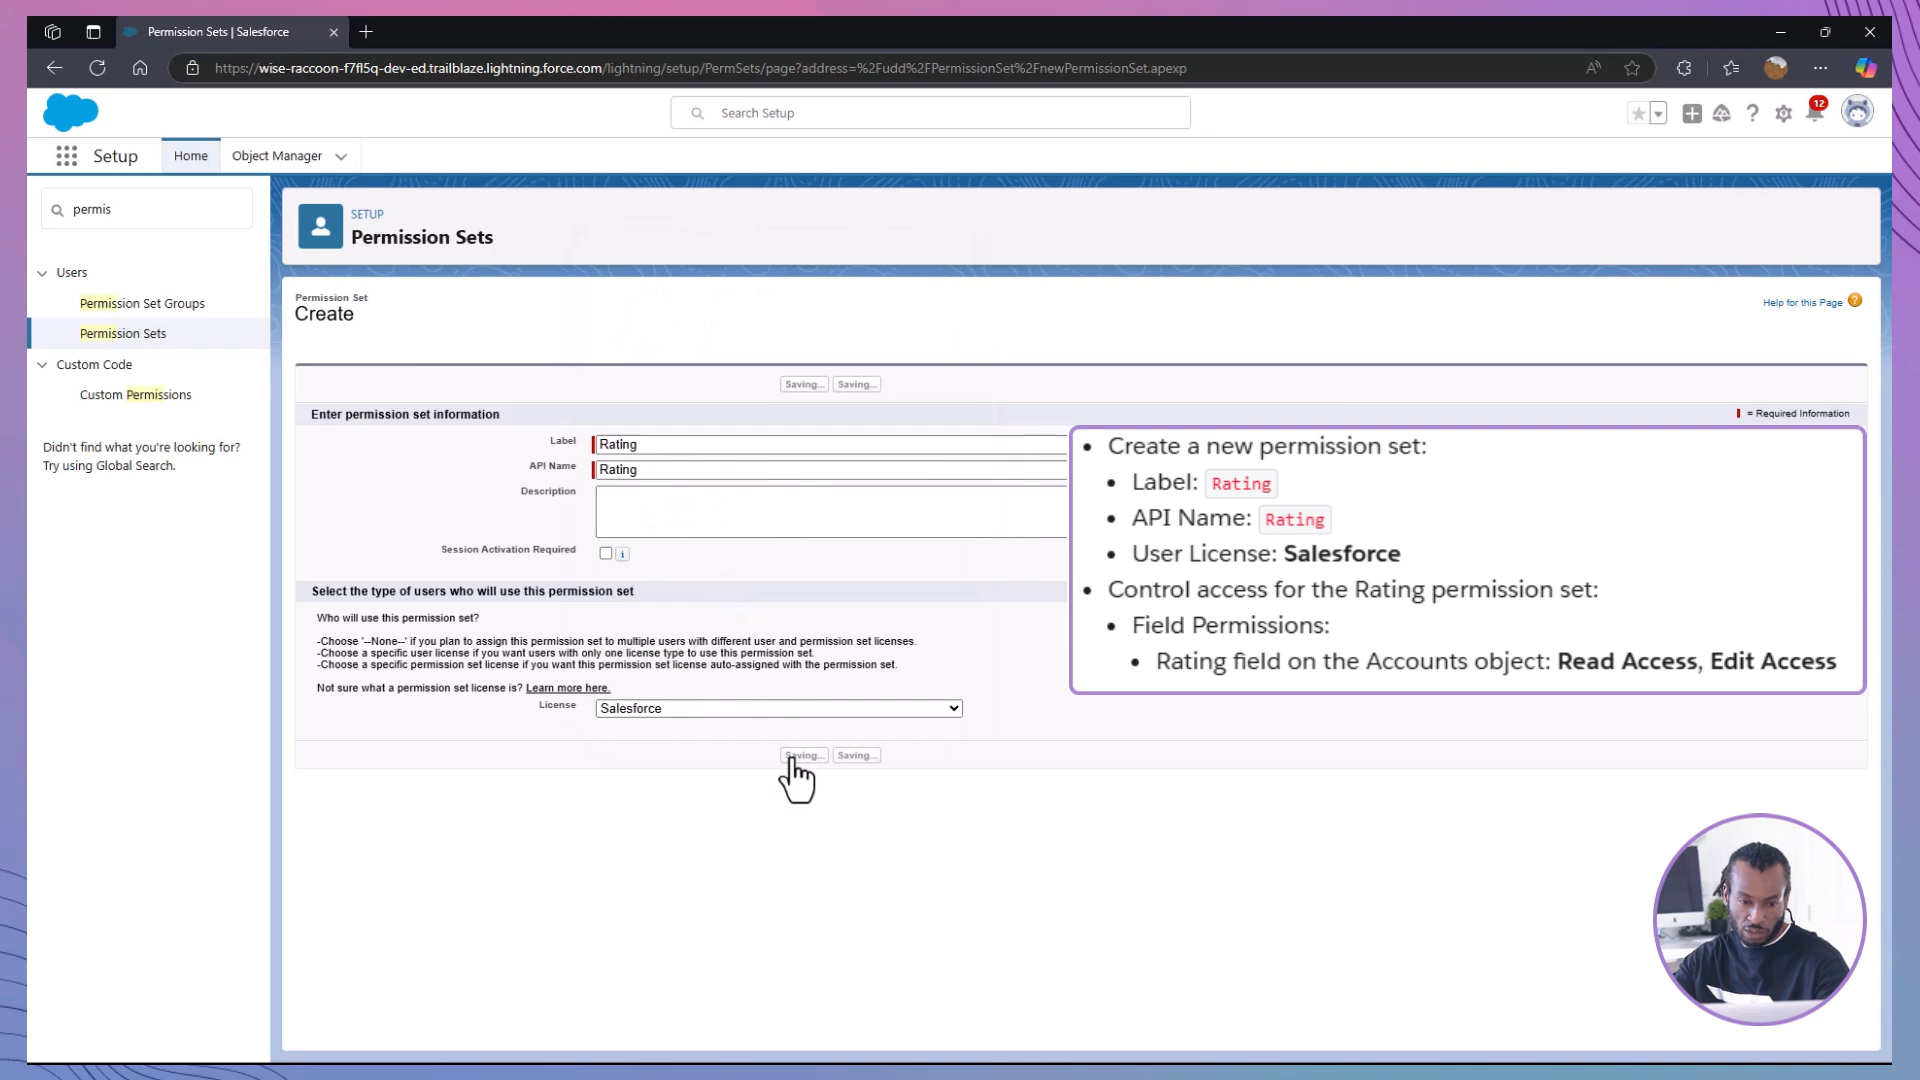 Permission Sets | Salesforce
https://wise-raccoon-f7fl5q-dev-ed.trailblaze.lightning.force.com/lightning/setup/PermSets/page?address=%2Fudd%2FPermissionSet%2FnewPermissionSet.apexp
Search Setup
12
Setup
Home
Object Manager
permis
Users
Permission Set Groups
Permission Sets
Custom Code
Custom Permissions
Didn't find what you're looking for?
Try using Global Search.
SETUP
Permission Sets
Permission Set
Create
Help for this Page
Saving... Saving...
Enter permission set information
= Required Information
Label Rating
API Name Rating
Description
Session Activation Required
Select the type of users who will use this permission set
Who will use this permission set?
-Choose '--None--' if you plan to assign this permission set to multiple users with different user and permission set licenses.
-Choose a specific user license if you want users with only one license type to use this permission set.
-Choose a specific permission set license if you want this permission set license auto-assigned with the permission set.
Not sure what a permission set license is? Learn more here.
License Salesforce
Saving... Saving...
• Create a new permission set:
• Label: Rating
• API Name: Rating
• User License: Salesforce
• Control access for the Rating permission set:
• Field Permissions:
• Rating field on the Accounts object: Read Access, Edit Access